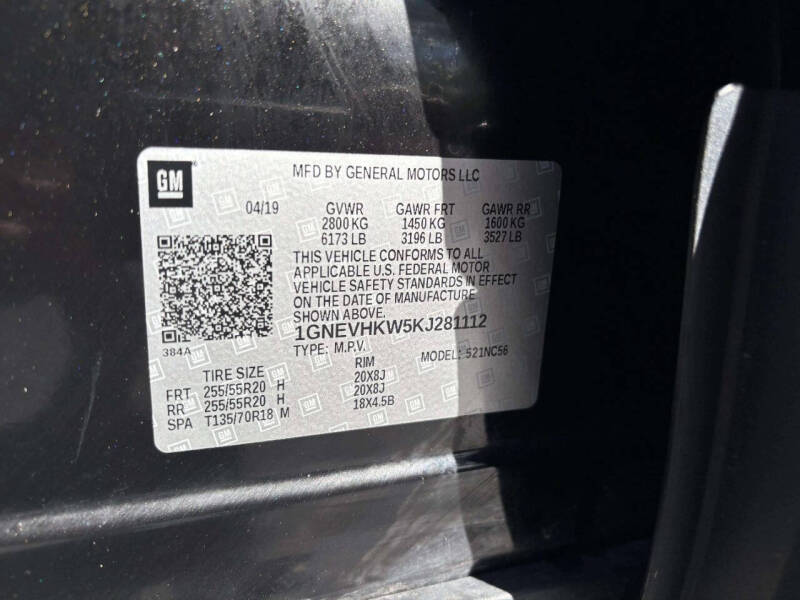 GM
MFD BY GENERAL MOTORS LLC
04/19 GVWR GAWR FRT GAWR RR
2800 KG 1450 KG 1600 KG
6173 LB 3196 LB 3527 LB
THIS VEHICLE CONFORMS TO ALL
APPLICABLE U.S. FEDERAL MOTOR
VEHICLE SAFETY STANDARDS IN EFFECT
ON THE DATE OF MANUFACTURE
SHOWN ABOVE.
1GNEVHKW5KJ281112
384A
TYPE: M.P.V. MODEL: 521NC56
TIRE SIZE RIM
FRT 255/55R20 H 20X8J
RR 255/55R20 H 20X8J
SPA T135/70R18 M 18X4.5B